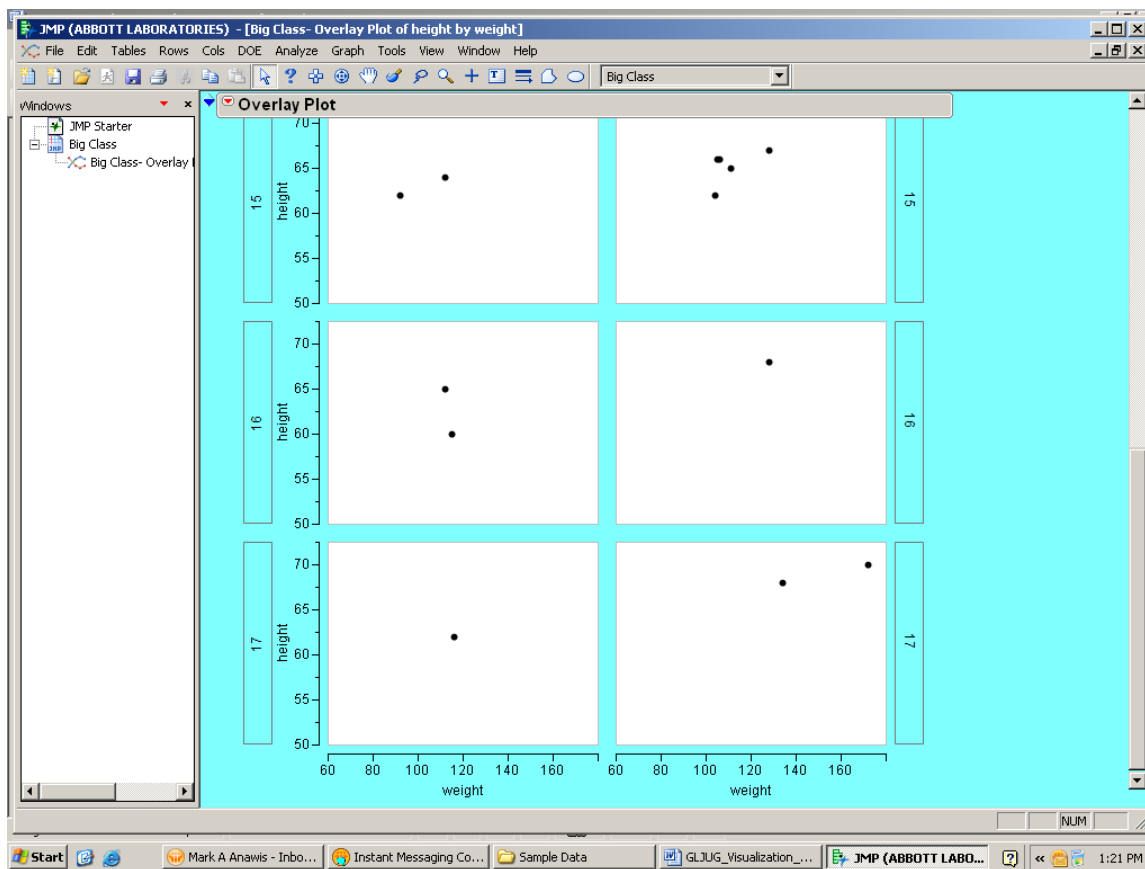 JMP (ABBOTT LABORATORIES) - [Big Class- Overlay Plot of height by weight]
File Edit Tables Rows Cols DOE Analyze Graph Tools View Window Help
Big Class
Windows
JMP Starter
Big Class
Big Class- Overlay
Overlay Plot
15
height
70
65
60
55
50
15
16
height
70
65
60
55
50
16
17
height
70
65
60
55
50
17
60 80 100 120 140 160
weight
60 80 100 120 140 160
weight
NUM
Start Mark A Anawis - Inbo... Instant Messaging Co... Sample Data GLJUG_Visualization_... JMP (ABBOTT LABO... 1:21 PM